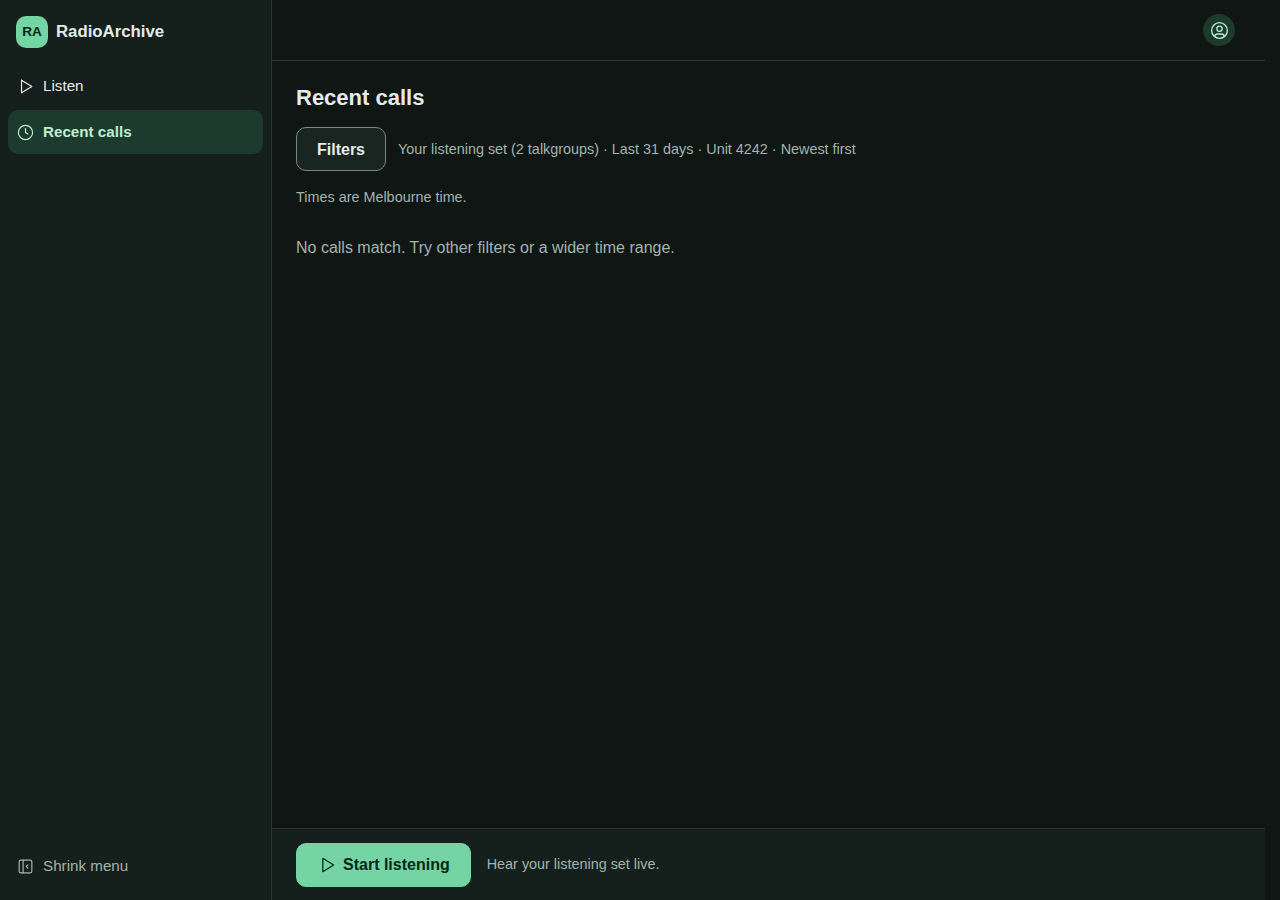 RA RadioArchive
Listen
Recent calls
Shrink menu
Recent calls
Filters Your listening set (2 talkgroups) · Last 31 days · Unit 4242 · Newest first
Times are Melbourne time.
No calls match. Try other filters or a wider time range.
Start listening Hear your listening set live.